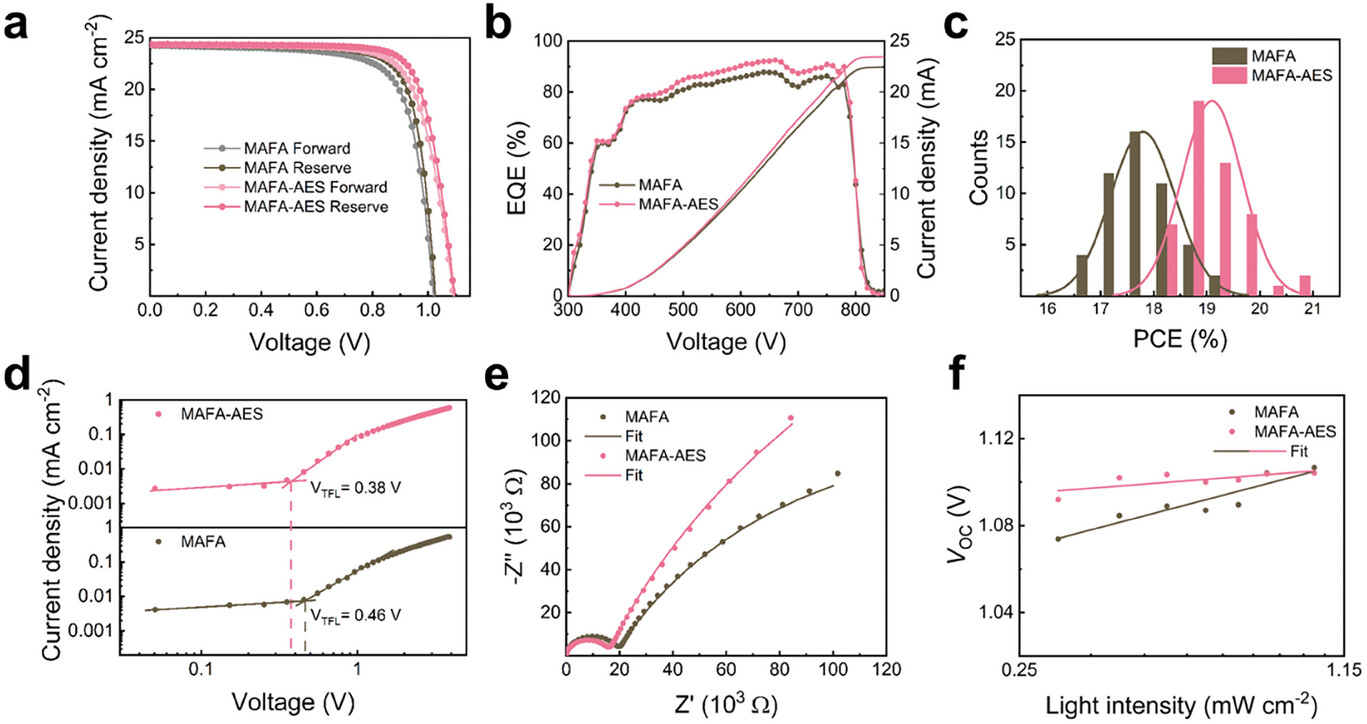 a
Current density (mA cm-2)
25
20
15
10
5
0.0 0.2 0.4 0.6 0.8 1.0
Voltage (V)
MAFA Forward
MAFA Reserve
MAFA-AES Forward
MAFA-AES Reserve
b
EQE (%)
100
80
60
40
20
0
300 400 500 600 700 800
Voltage (V)
25
20
15
10
5
0
Current density (mA)
MAFA
MAFA-AES
c
Counts
25
20
15
10
5
16 17 18 19 20 21
PCE (%)
MAFA
MAFA-AES
d
Current density (mA cm-2)
1
0.1
0.01
0.001
MAFA-AES
VTFL= 0.38 V
1
0.1
0.01
0.001
MAFA
VTFL= 0.46 V
0.1 1
Voltage (V)
e
-Z'' (10³ Ω)
120
100
80
60
40
20
0 20 40 60 80 100 120
Z' (10³ Ω)
MAFA
Fit
MAFA-AES
Fit
f
VOC (V)
1.12
1.08
1.04
0.25 1.15
Light intensity (mW cm-2)
MAFA
MAFA-AES
Fit